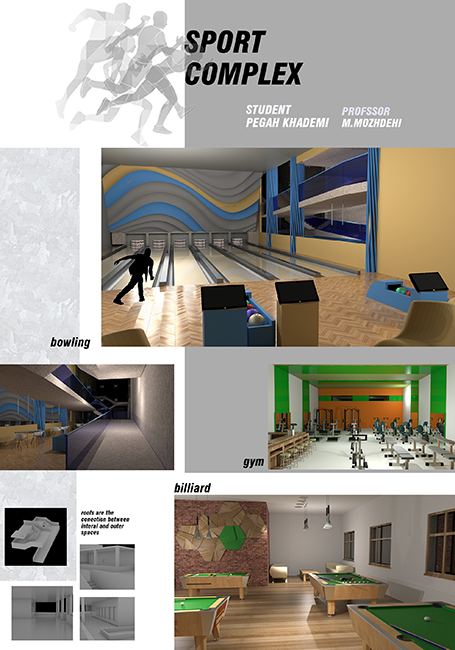 SPORT
COMPLEX
STUDENT
PEGAH KHADEMI
PROFSSOR
M.MOZHDEHI
bowling
gym
billiard
roofs are the
conection between
interal and outer
spaces